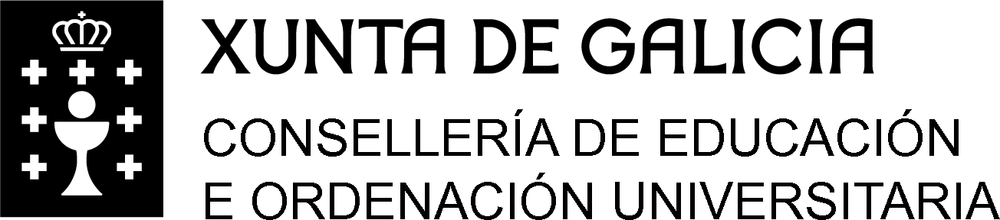 XUNTA DE GALICIA
CONSELLERÍA DE EDUCACIÓN
E ORDENACIÓN UNIVERSITARIA